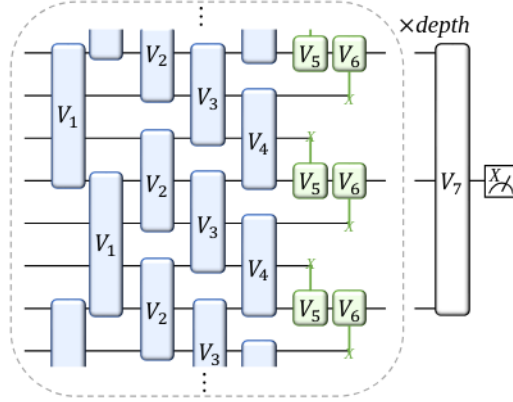 ⋮
×depth
V₅ V₆
V₂
x
V₁ V₃
x
V₄
V₂
V₅ V₆ V₇ X
V₃
x
V₁
x
V₄
V₂ V₅ V₆
V₃ x
⋮